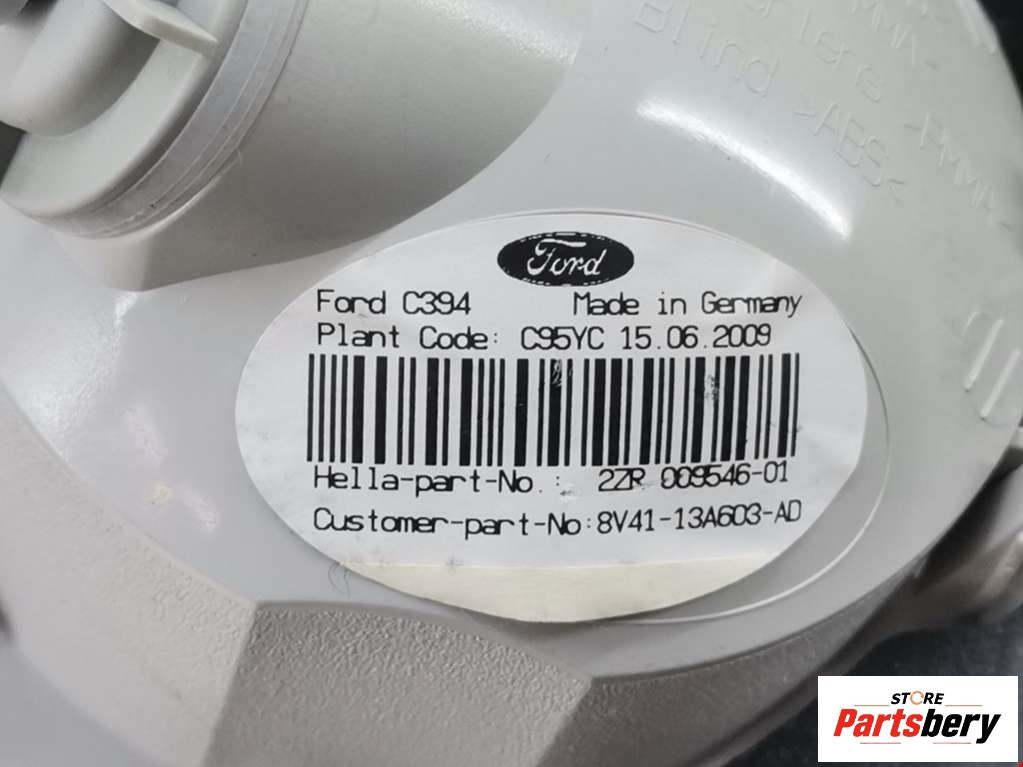 Blind >ABS<
-PMMA-
Ford
Ford C394 Made in Germany
Plant Code: C95YC 15.06.2009
Hella-part-No.: 2ZR 009546-01
Customer-part-No: 8V41-13A603-AD
STORE
Partsbery